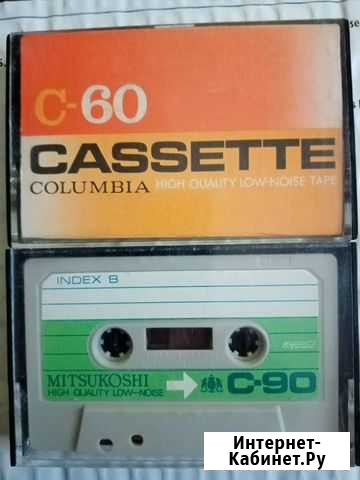 C-60
CASSETTE
COLUMBIA HIGH QUALITY LOW-NOISE TAPE
INDEX B
MITSUKOSHI
HIGH QUALITY LOW-NOISE
C-90
Интернет-
Кабинет.Ру